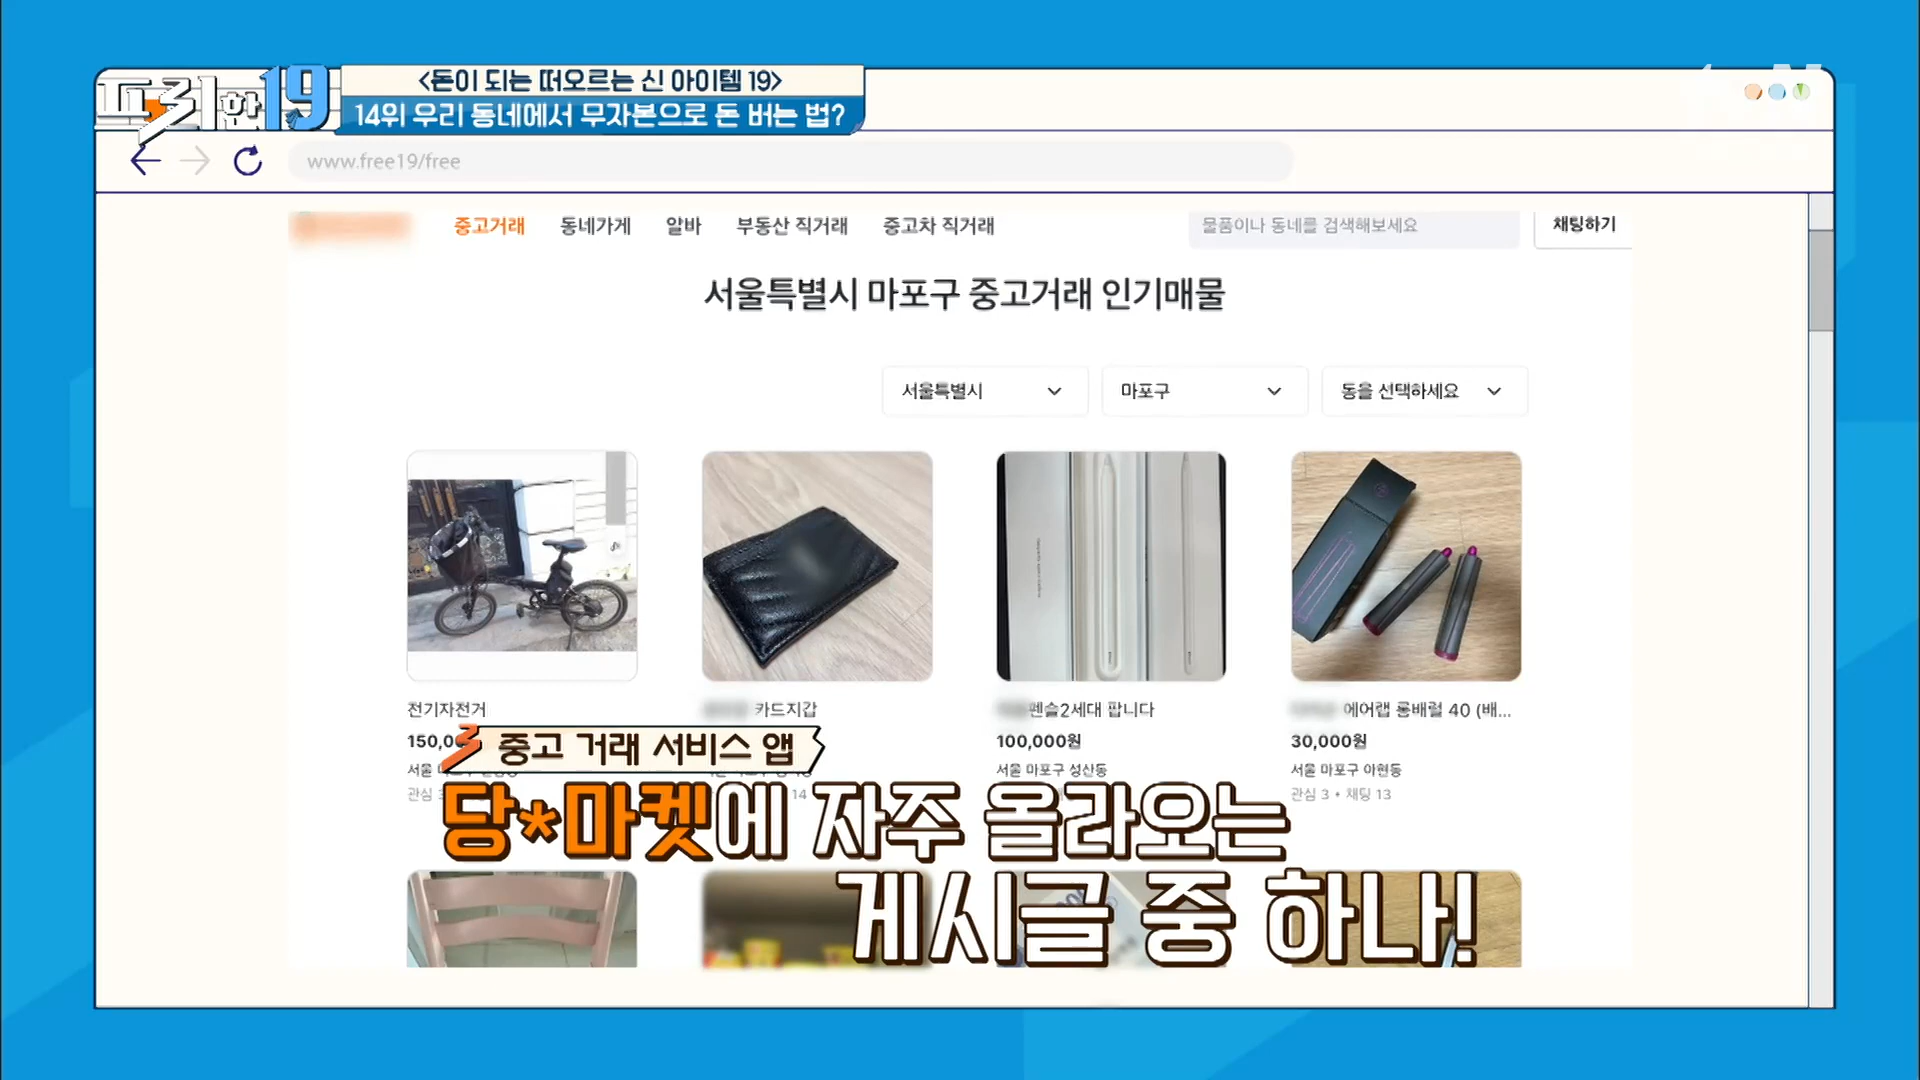 프리한19
<돈이 되는 떠오르는 신 아이템 19>
14위 우리 동네에서 무자본으로 돈 버는 법?
www.free19/free
중고거래 동네가게 알바 부동산 직거래 중고차 직거래
물품이나 동네를 검색해보세요
채팅하기
서울특별시 마포구 중고거래 인기매물
서울특별시 마포구 동을 선택하세요
전기자전거
카드지갑
펜슬2세대 팝니다
100,000원
서울 마포구 성산동
에어랩 롱배럴 40 (배...
30,000원
서울 마포구 아현동
관심 3 • 채팅 13
중고 거래 서비스 앱
당*마켓에 자주 올라오는
게시글 중 하나!